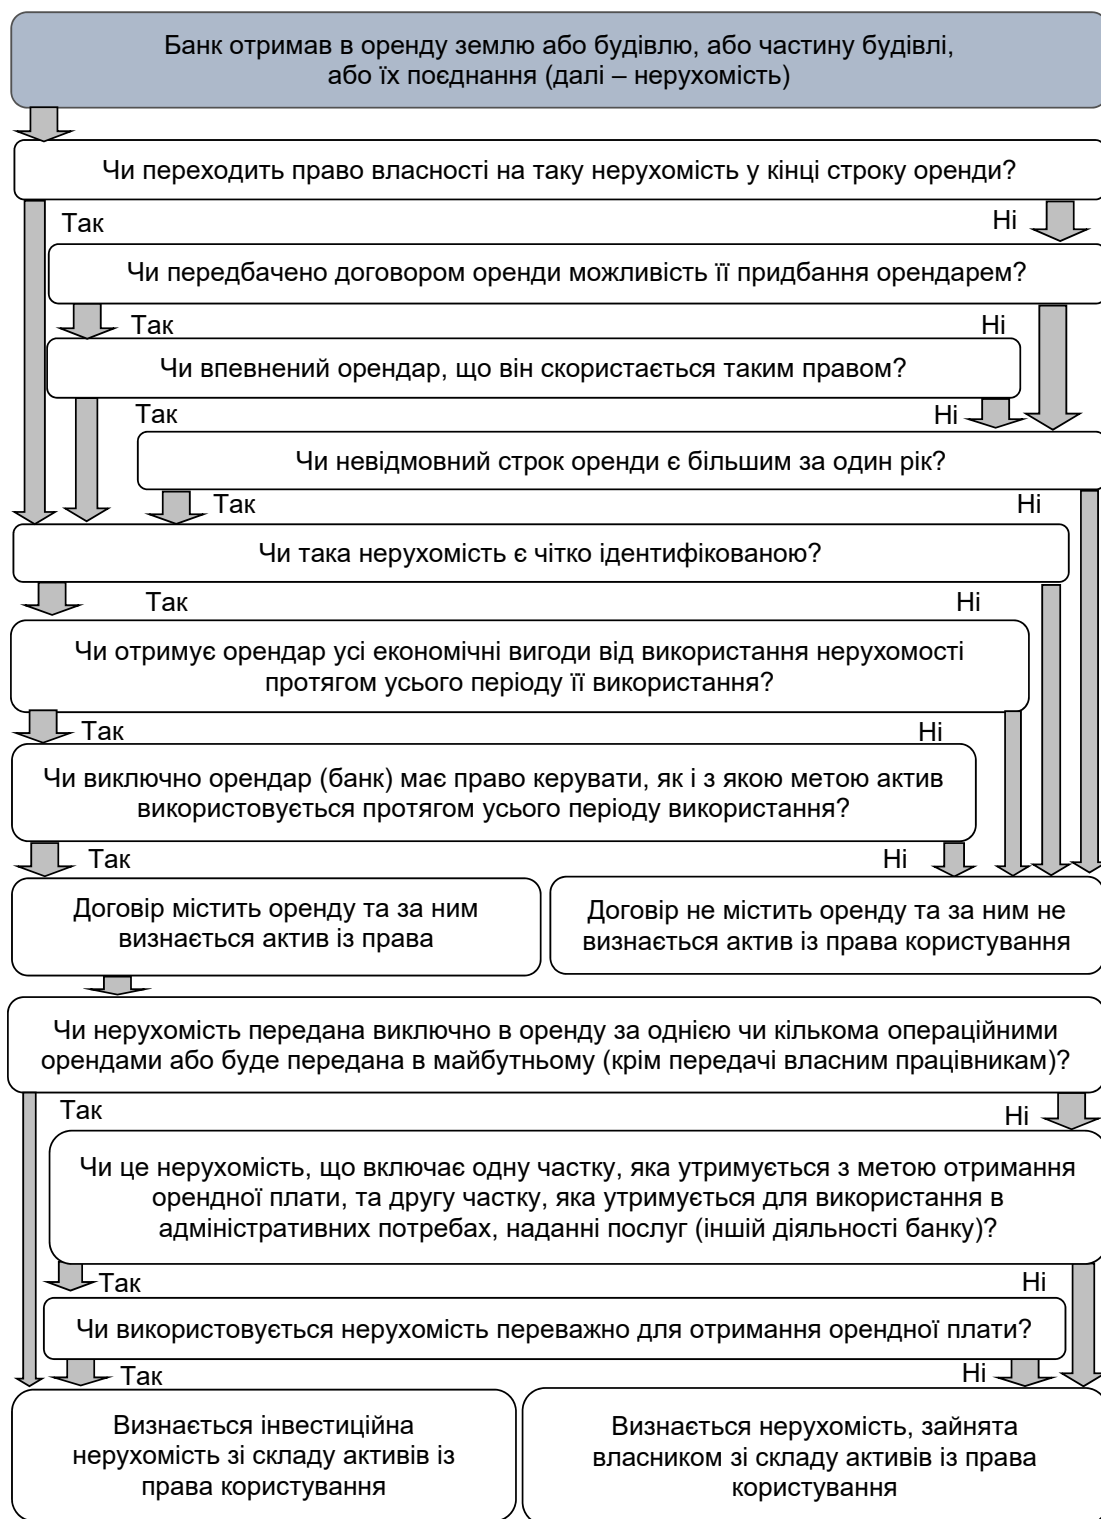 Банк отримав в оренду землю або будівлю, або частину будівлі,
або їх поєднання (далі – нерухомість)
Чи переходить право власності на таку нерухомість у кінці строку оренди?
Так
Ні
Чи передбачено договором оренди можливість її придбання орендарем?
Так
Ні
Чи впевнений орендар, що він скористається таким правом?
Так
Ні
Чи невідмовний строк оренди є більшим за один рік?
Так
Ні
Чи така нерухомість є чітко ідентифікованою?
Так
Ні
Чи отримує орендар усі економічні вигоди від використання нерухомості
протягом усього періоду її використання?
Так
Ні
Чи виключно орендар (банк) має право керувати, як і з якою метою актив
використовується протягом усього періоду використання?
Так
Ні
Договір містить оренду та за ним
визнається актив із права
Договір не містить оренду та за ним не
визнається актив із права користування
Чи нерухомість передана виключно в оренду за однією чи кількома операційними
орендами або буде передана в майбутньому (крім передачі власним працівникам)?
Так
Ні
Чи це нерухомість, що включає одну частку, яка утримується з метою отримання
орендної плати, та другу частку, яка утримується для використання в
адміністративних потребах, наданні послуг (іншій діяльності банку)?
Так
Ні
Чи використовується нерухомість переважно для отримання орендної плати?
Так
Ні
Визнається інвестиційна
нерухомість зі складу активів із
права користування
Визнається нерухомість, зайнята
власником зі складу активів із права
користування